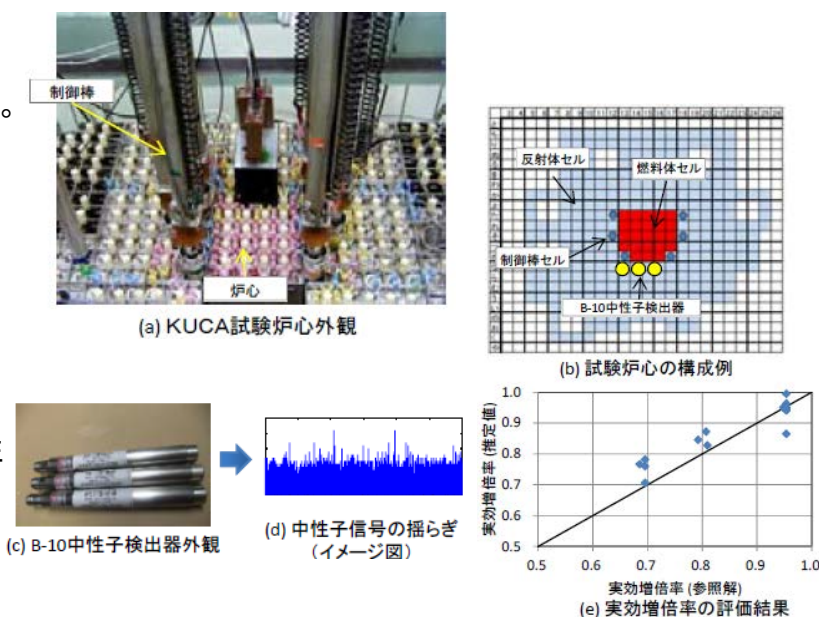 。
制御棒
炉心
(a) KUCA試験炉心外観
反射体セル
燃料体セル
制御棒セル
B-10中性子検出器
(b) 試験炉心の構成例
(c) B-10中性子検出器外観
(d) 中性子信号の揺らぎ
(イメージ図)
実効増倍率 (推定値)
1.0
0.9
0.8
0.7
0.6
0.5
0.5
0.6
0.7
0.8
0.9
1.0
実効増倍率 (参照解)
(e) 実効増倍率の評価結果